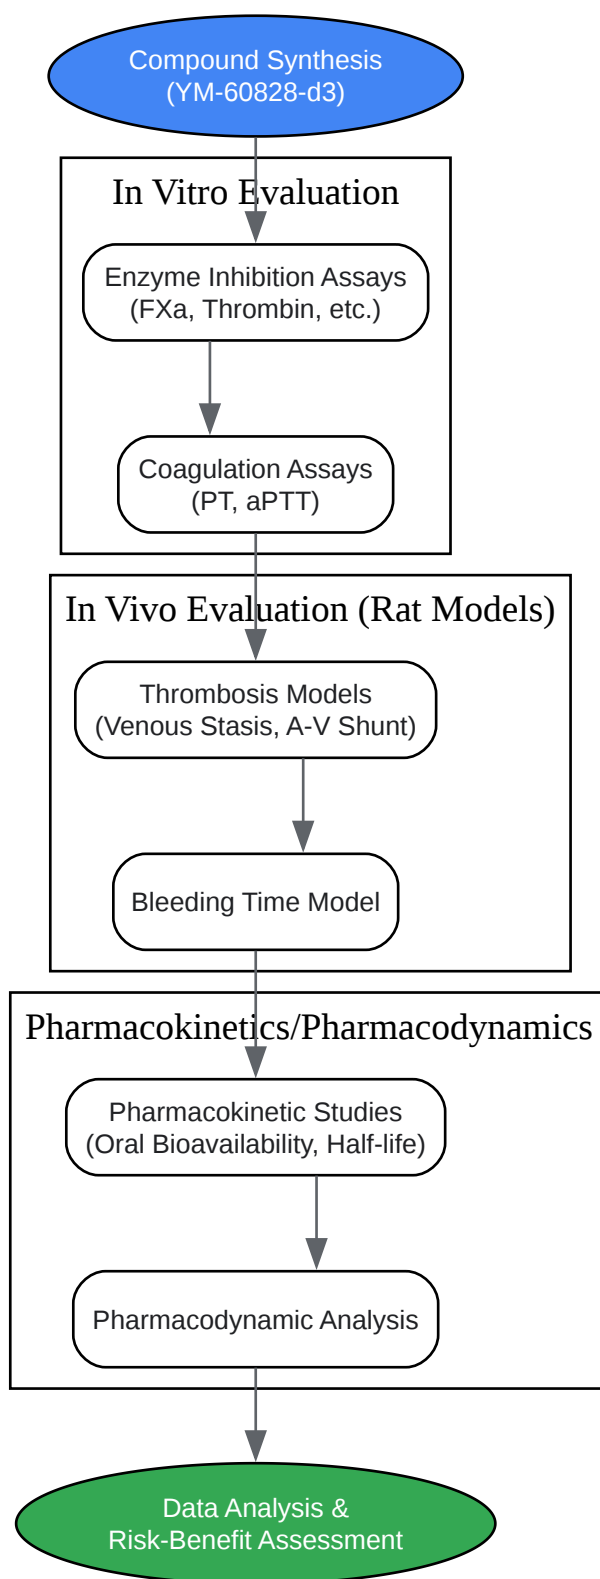 Compound Synthesis
(YM-60828-d3)
In Vitro Evaluation
Enzyme Inhibition Assays
(FXa, Thrombin, etc.)
Coagulation Assays
(PT, aPTT)
In Vivo Evaluation (Rat Models)
Thrombosis Models
(Venous Stasis, A-V Shunt)
Bleeding Time Model
Pharmacokinetics/Pharmacodynamics
Pharmacokinetic Studies
(Oral Bioavailability, Half-life)
Pharmacodynamic Analysis
Data Analysis &
Risk-Benefit Assessment